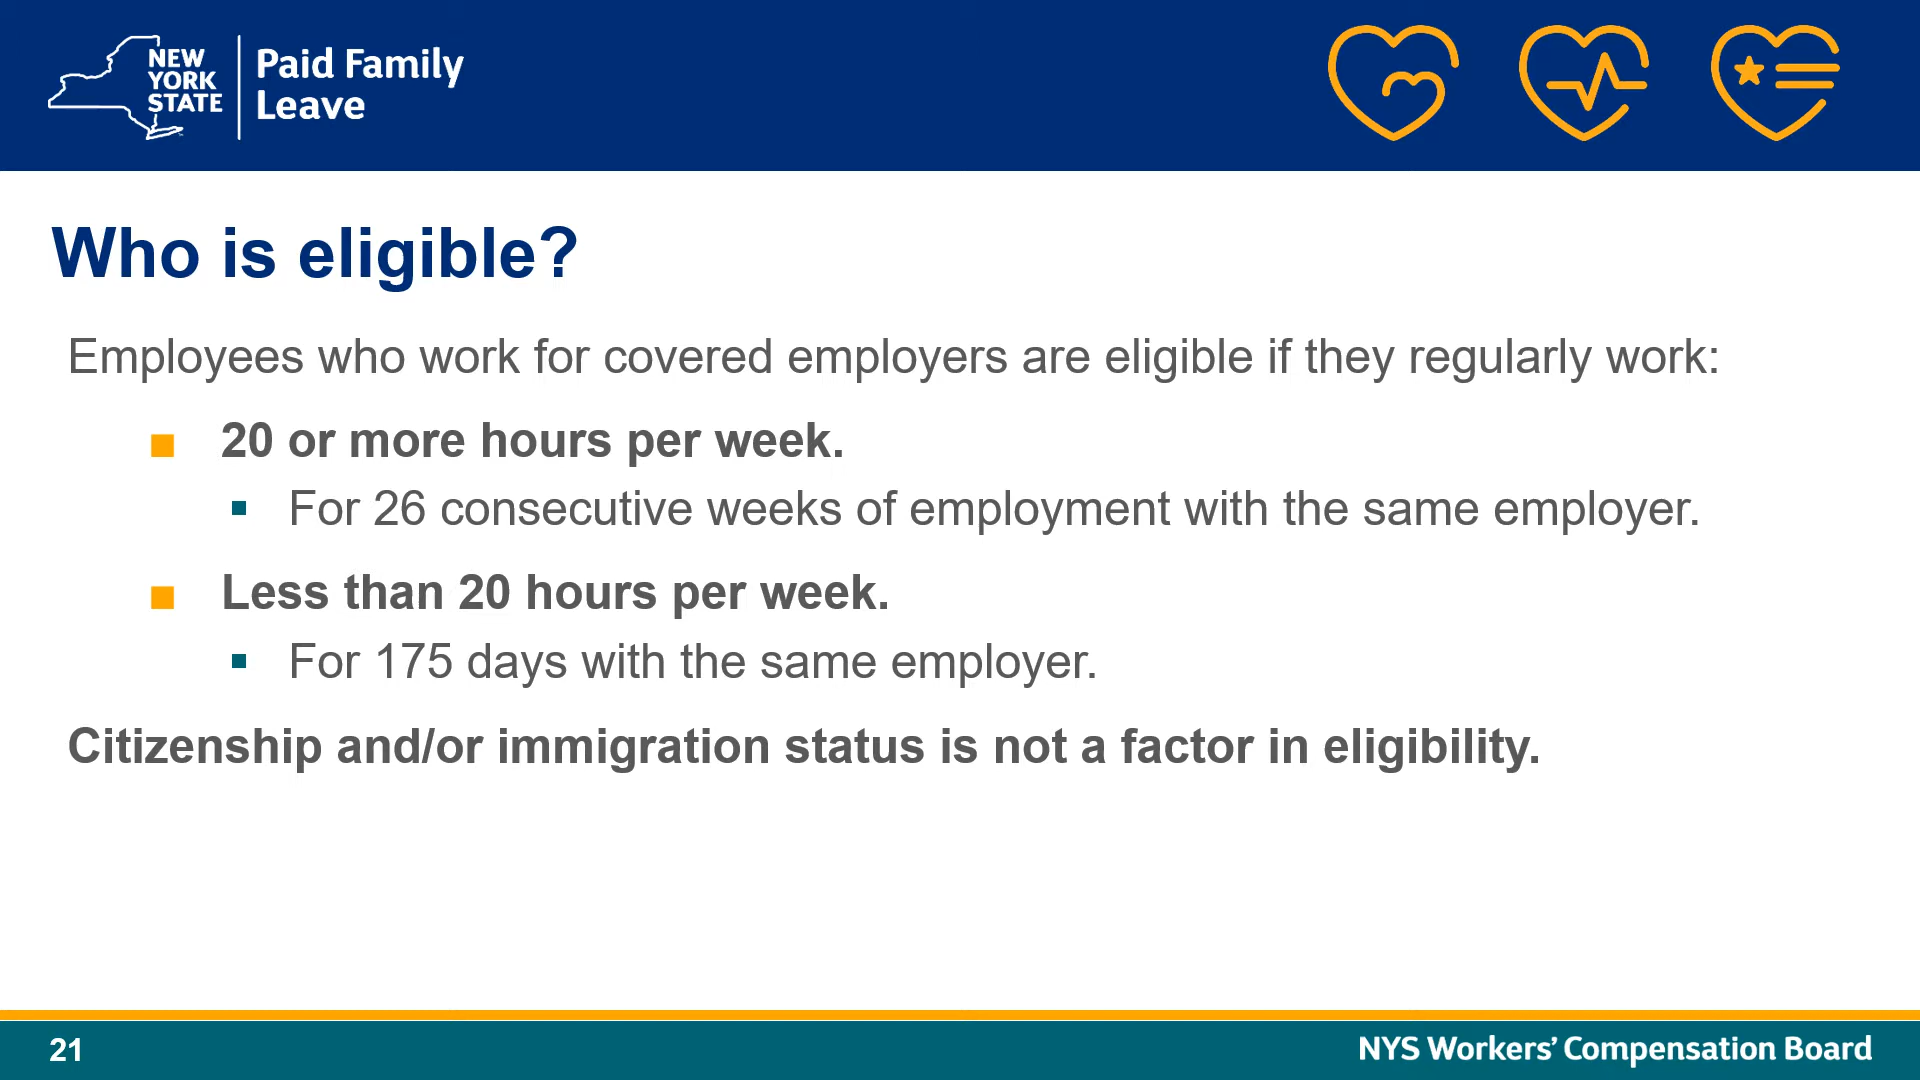 NEW
YORK
STATE
Paid Family
Leave
Who is eligible?
Employees who work for covered employers are eligible if they regularly work:
20 or more hours per week.
For 26 consecutive weeks of employment with the same employer.
Less than 20 hours per week.
For 175 days with the same employer.
Citizenship and/or immigration status is not a factor in eligibility.
21
NYS Workers’ Compensation Board